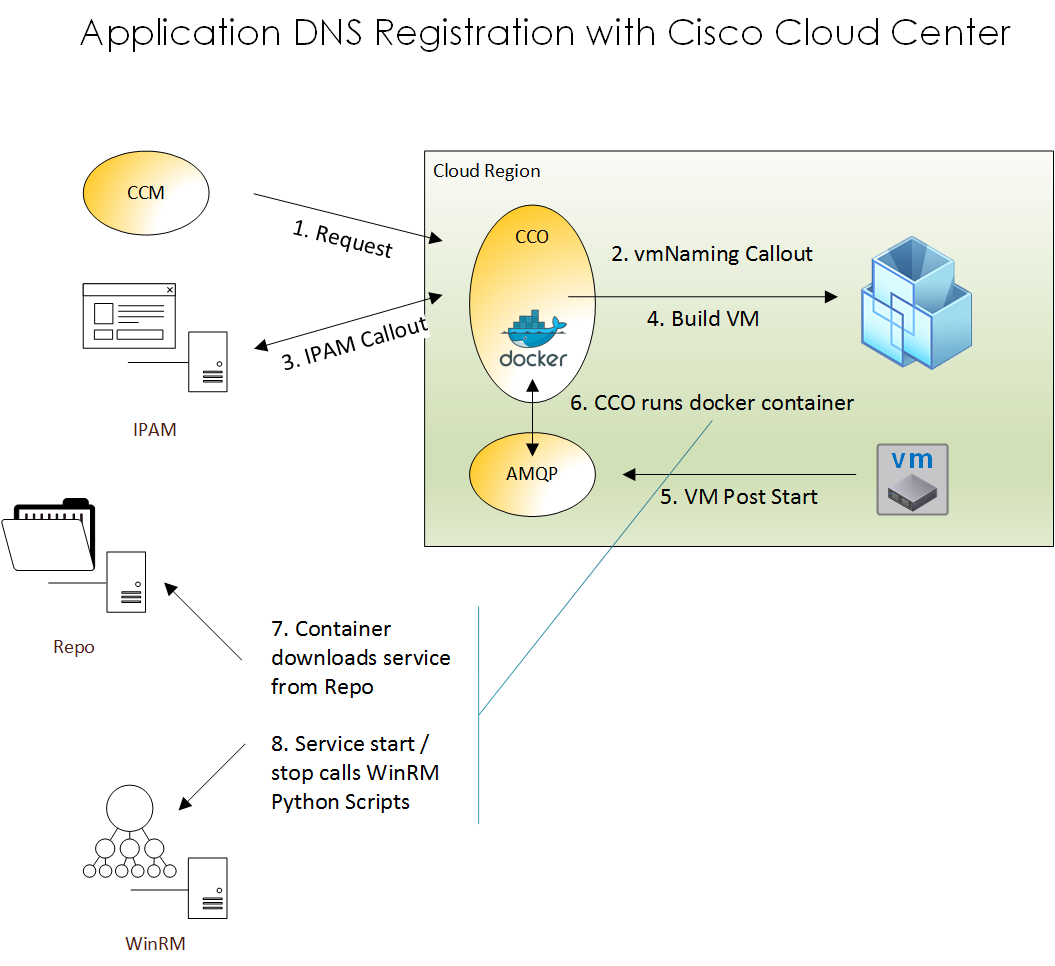 Application DNS Registration with Cisco Cloud Center
Cloud Region
CCM
1. Request
CCO
2. vmNaming Callout
docker
4. Build VM
3. IPAM Callout
IPAM
6. CCO runs docker container
AMQP
vm
5. VM Post Start
Repo
7. Container
downloads service
from Repo
8. Service start /
stop calls WinRM
Python Scripts
WinRM